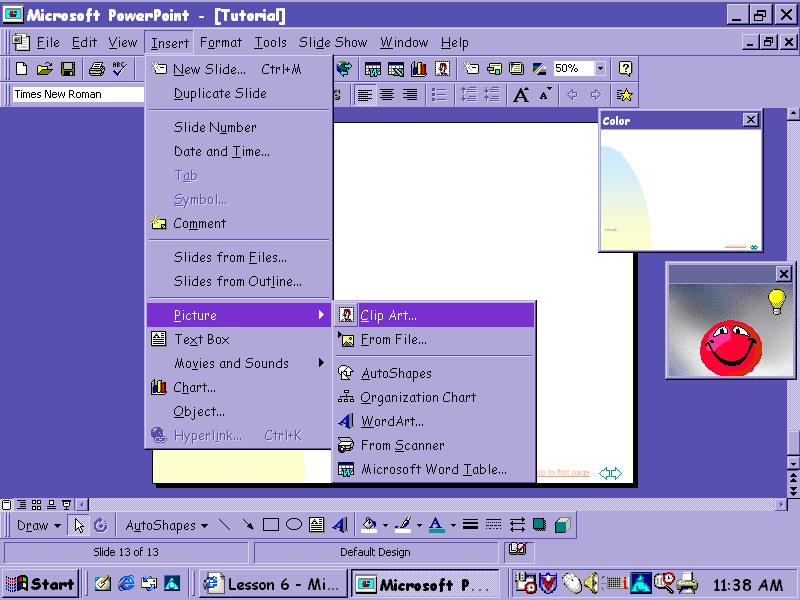 Microsoft PowerPoint - [Tutorial]
File Edit View Insert Format Tools Slide Show Window Help
50%
Times New Roman
New Slide... Ctrl+M
Duplicate Slide
Slide Number
Date and Time...
Tab
Symbol...
Comment
Slides from Files...
Slides from Outline...
Picture
Text Box
Movies and Sounds
Chart...
Object...
Hyperlink... Ctrl+K
Clip Art...
From File...
AutoShapes
Organization Chart
WordArt...
From Scanner
Microsoft Word Table...
Color
to first page
Draw AutoShapes
Slide 13 of 13 Default Design
Start Lesson 6 - Mi... Microsoft P... 11:38 AM